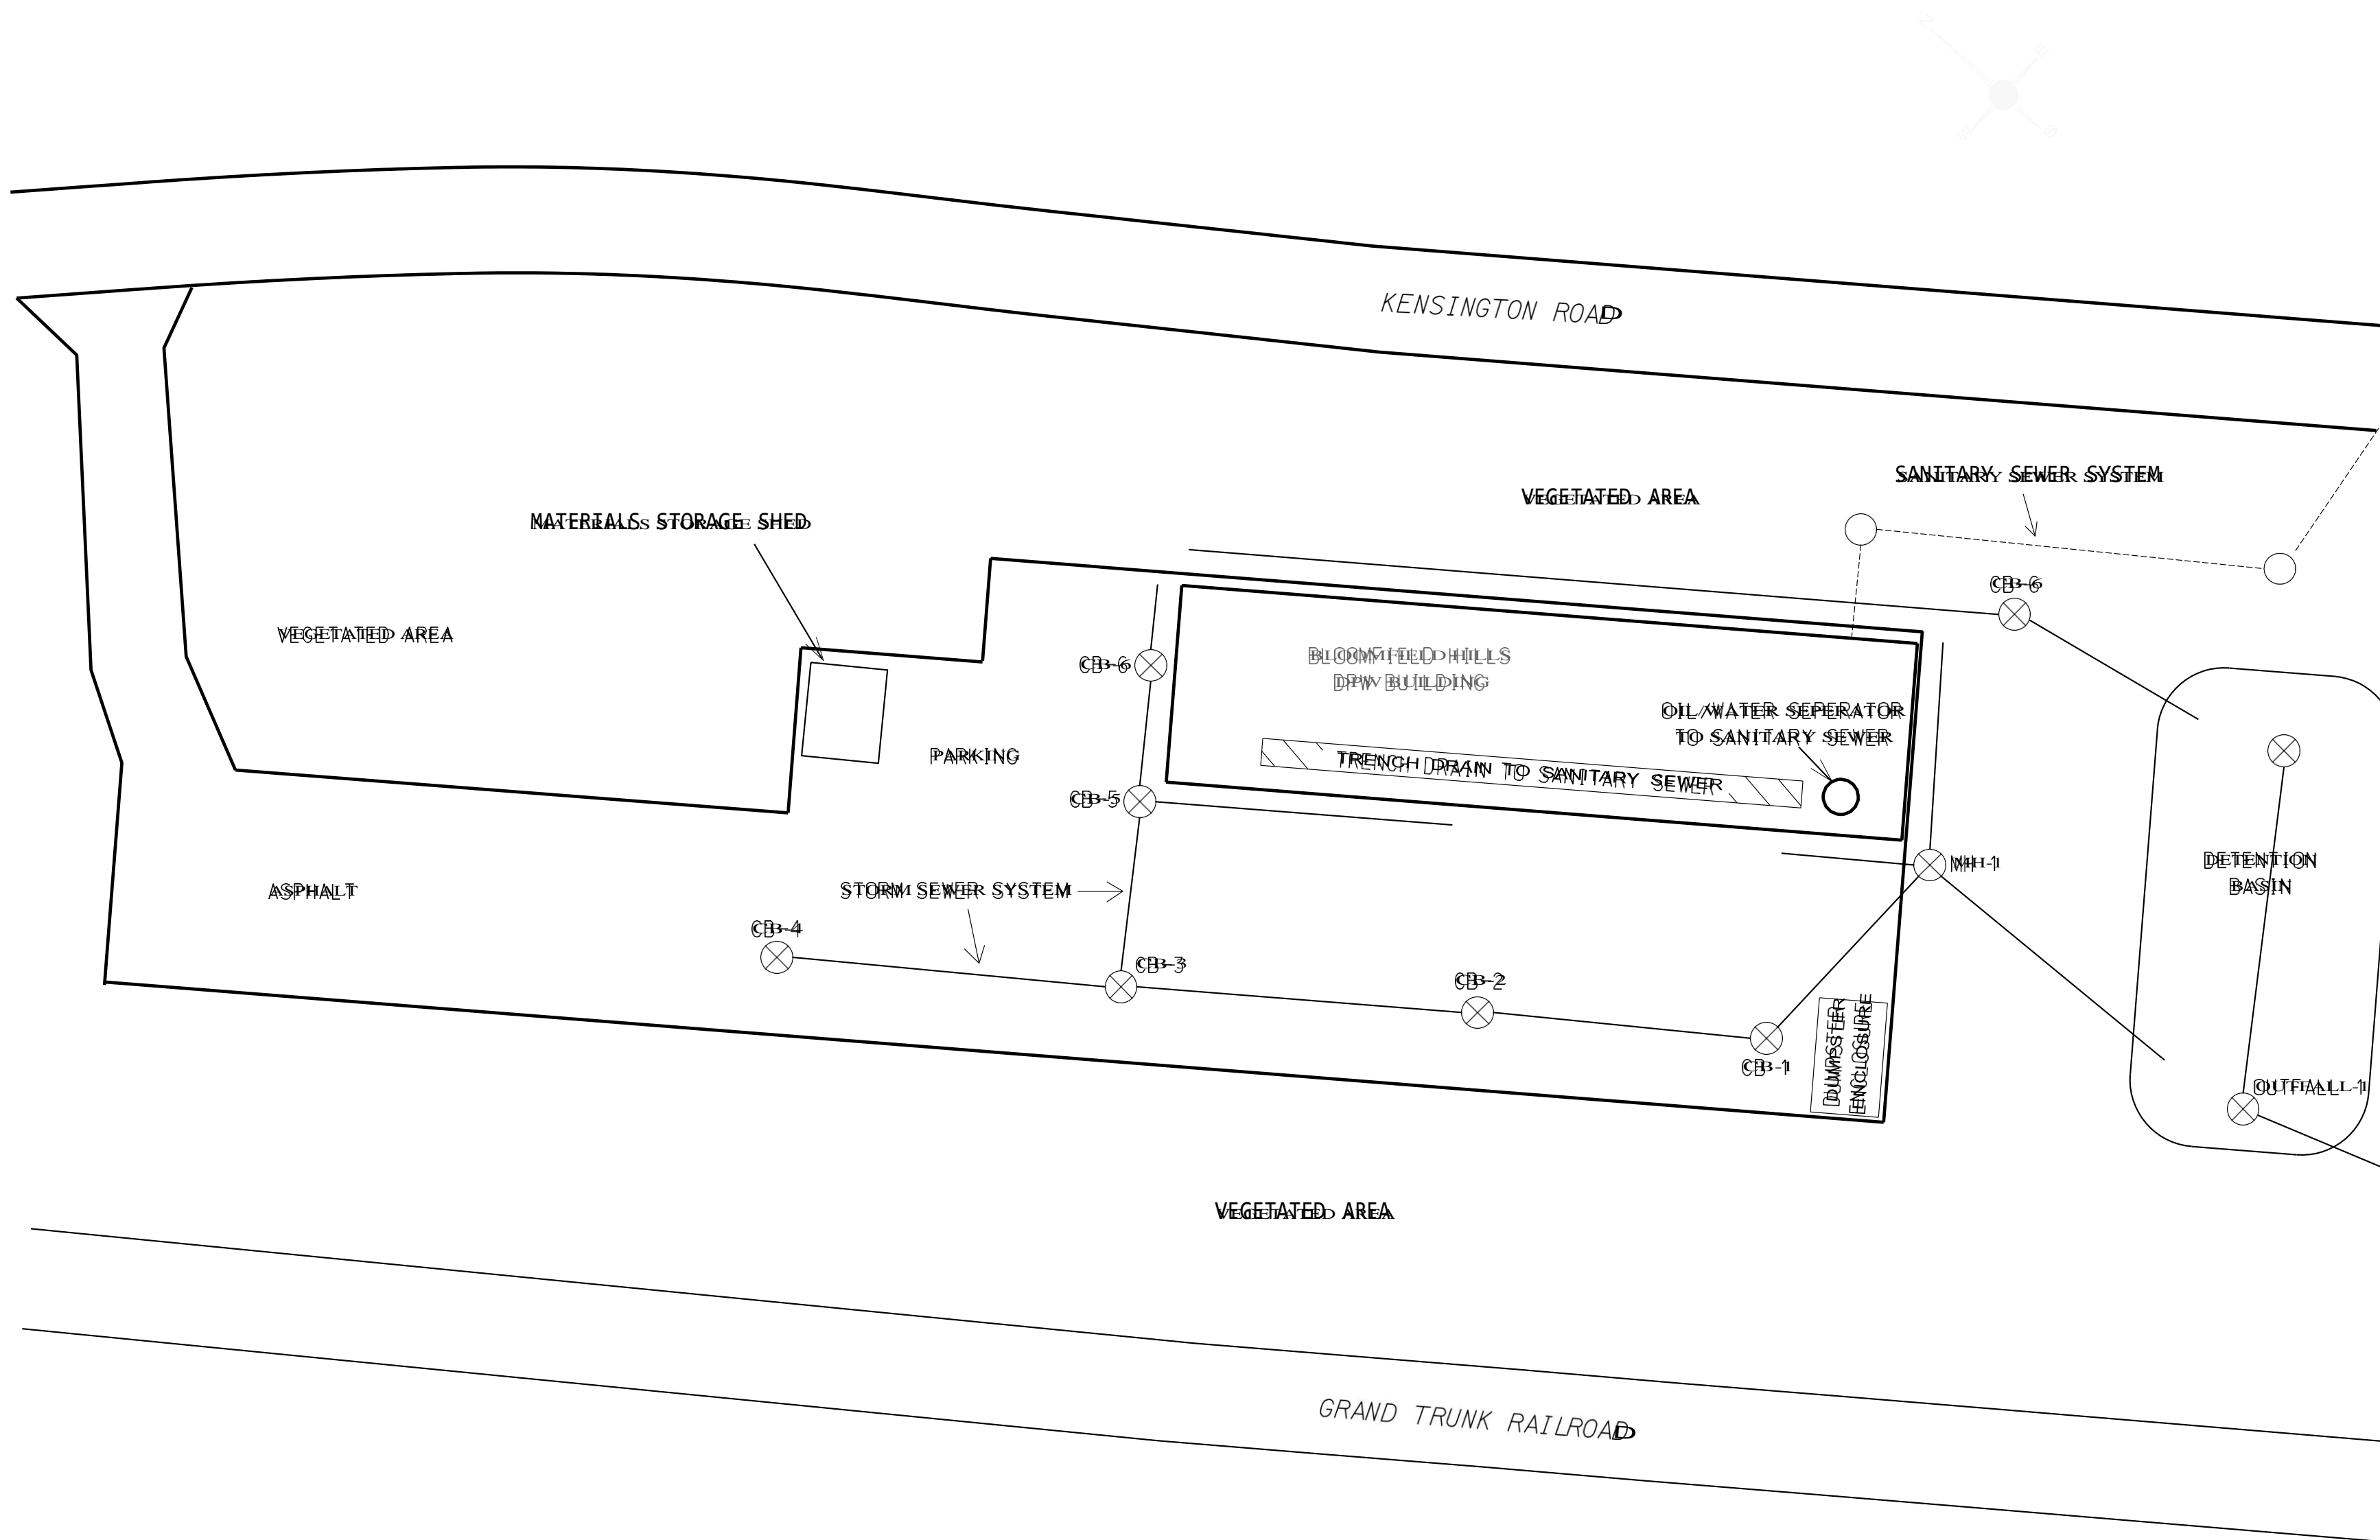 N
E
W
S
KENSINGTON ROAD
SANITARY SEWER SYSTEM
VEGETATED AREA
MATERIALS STORAGE SHED
CB-6
VEGETATED AREA
BLOOMFIELD HILLS
DPW BUILDING
CB-6
OIL/WATER SEPERATOR
TO SANITARY SEWER
PARKING
TRENCH DRAIN TO SANITARY SEWER
CB-5
MH-1
DETENTION
BASIN
ASPHALT
STORM SEWER SYSTEM
CB-4
CB-3
CB-2
CB-1
DUMPSTER
ENCLOSURE
OUTFALL-1
VEGETATED AREA
GRAND TRUNK RAILROAD